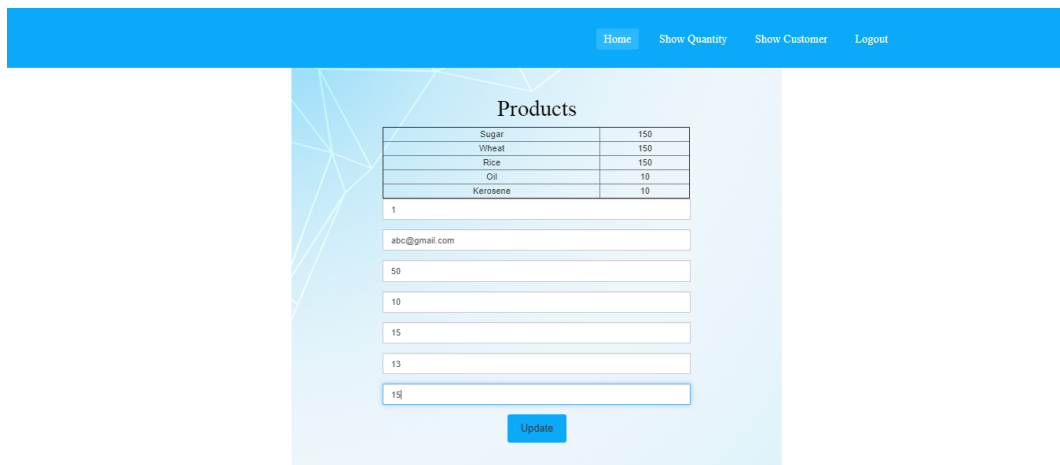 Home Show Quantity Show Customer Logout
Products
Sugar 150
Wheat 150
Rice 150
Oil 10
Kerosene 10
1
abc@gmail.com
50
10
15
13
15
Update